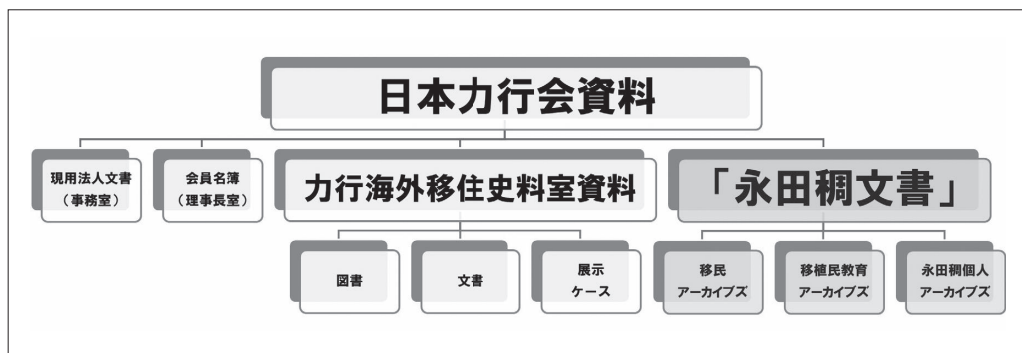 日本力行会資料
現用法人文書
（事務室）
会員名簿
（理事長室）
力行海外移住史料室資料
「永田稠文書」
図書
文書
展示
ケース
移民
アーカイブズ
移植民教育
アーカイブズ
永田稠個人
アーカイブズ